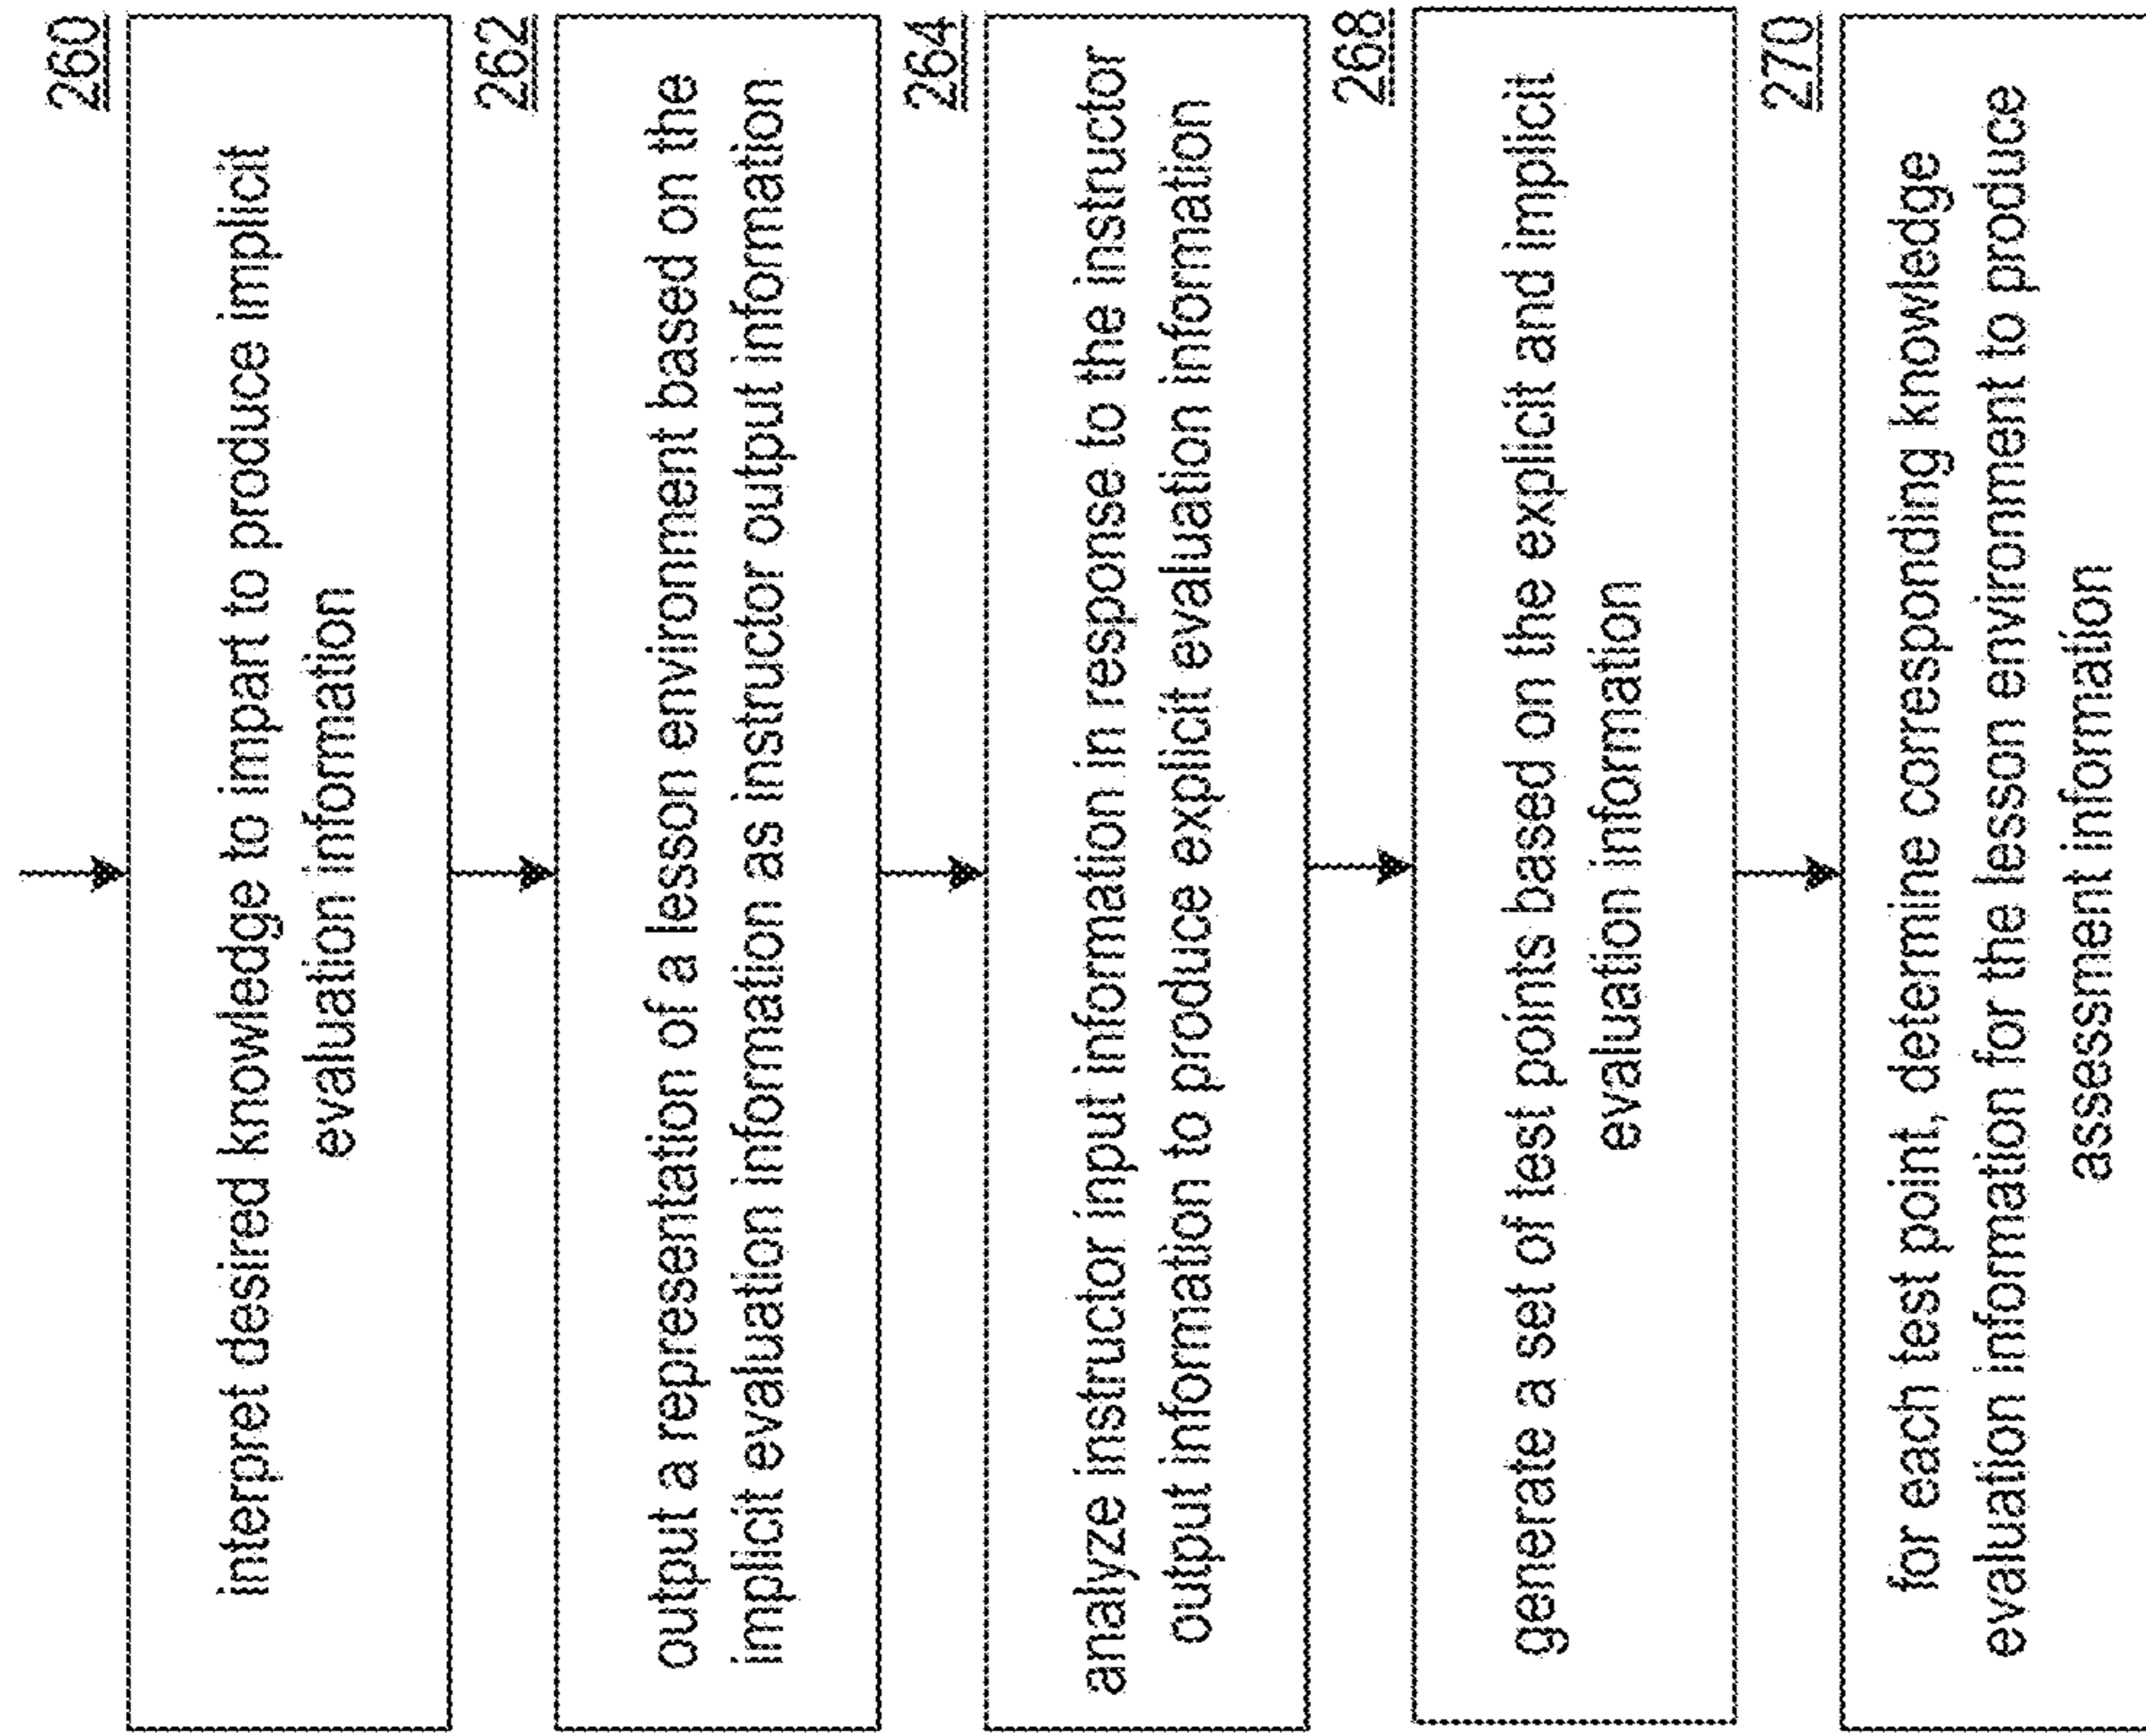 260
interpret desired knowledge to impart to produce implicit
evaluation information
262
output a representation of a lesson environment based on the
implicit evaluation information as instructor output information
264
analyze instructor input information in response to the instructor
output information to produce explicit evaluation information
268
generate a set of test points based on the explicit and implicit
evaluation information
270
for each test point, determine corresponding knowledge
evaluation information for the lesson environment to produce
assessment information